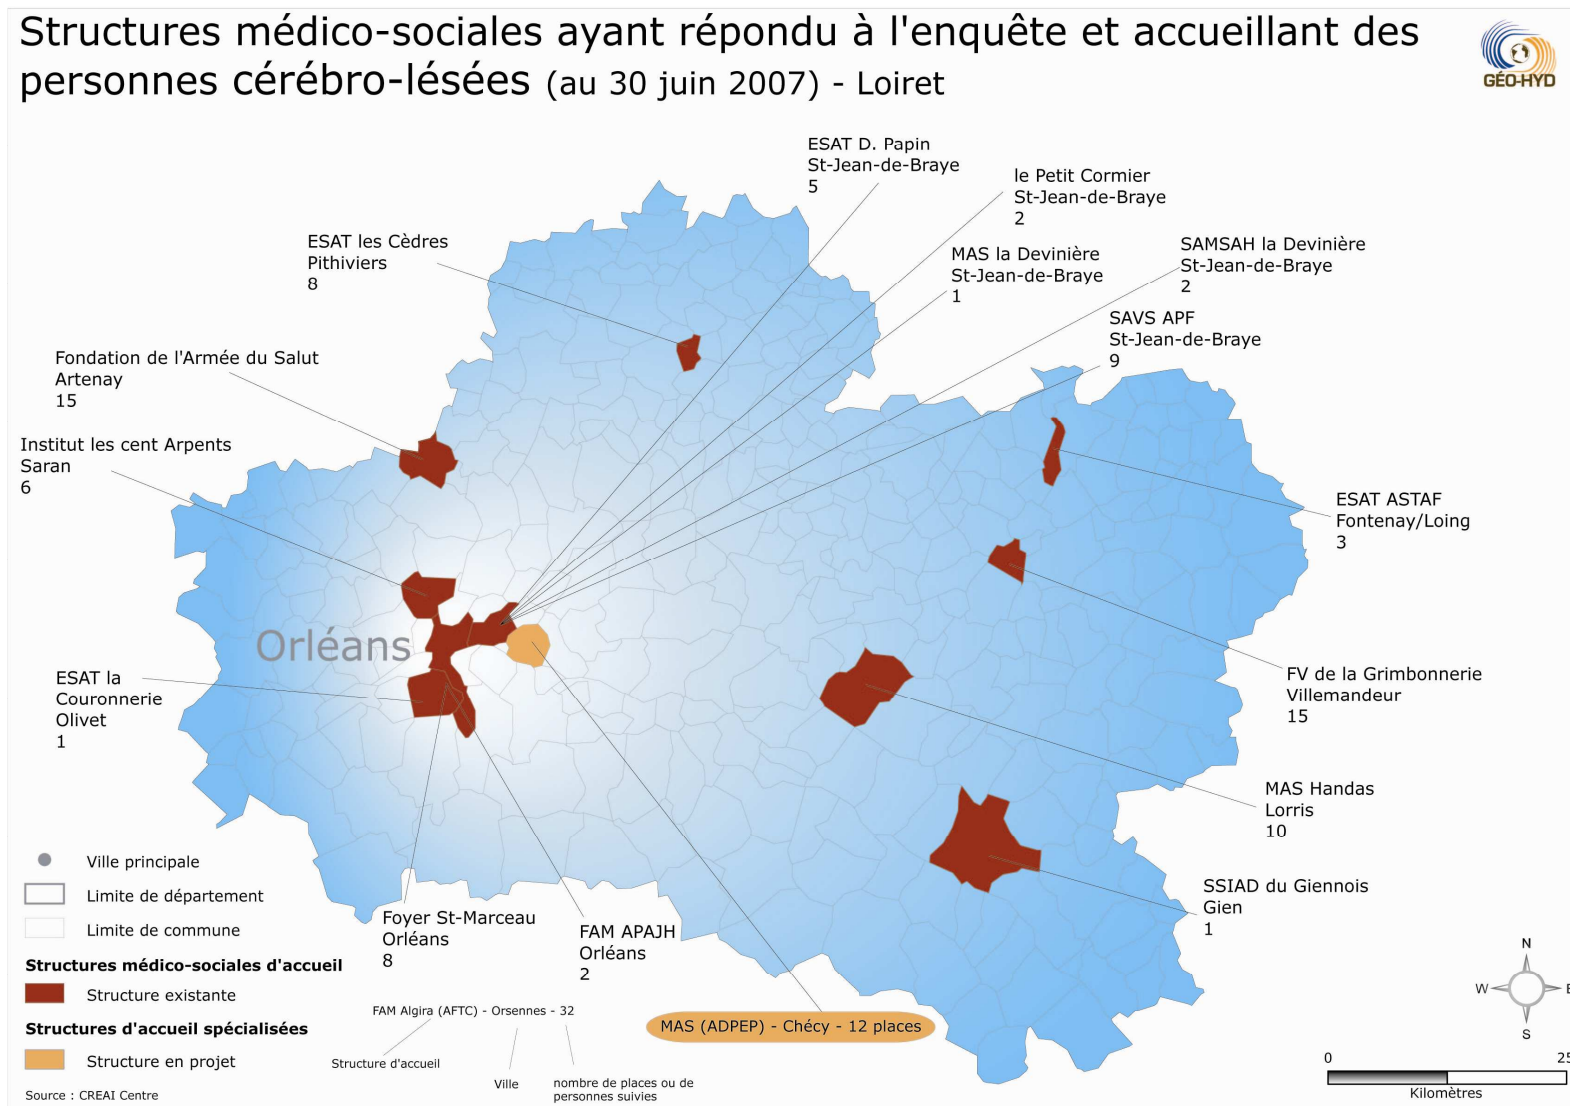 Structures médico-sociales ayant répondu à l'enquête et accueillant des
personnes cérébro-lésées (au 30 juin 2007) - Loiret
GÉO-HYD
ESAT D. Papin
St-Jean-de-Braye
5
le Petit Cormier
St-Jean-de-Braye
2
ESAT les Cèdres
Pithiviers
8
MAS la Devinière
St-Jean-de-Braye
1
SAMSAH la Devinière
St-Jean-de-Braye
2
SAVS APF
St-Jean-de-Braye
9
Fondation de l'Armée du Salut
Artenay
15
Institut les cent Arpents
Saran
6
ESAT ASTAF
Fontenay/Loing
3
Orléans
ESAT la
Couronnerie
Olivet
1
FV de la Grimbonnerie
Villemandeur
15
MAS Handas
Lorris
10
SSIAD du Giennois
Gien
1
Foyer St-Marceau
Orléans
8
FAM APAJH
Orléans
2
MAS (ADPEP) - Chécy - 12 places
Ville principale
Limite de département
Limite de commune
Structures médico-sociales d'accueil
Structure existante
Structures d'accueil spécialisées
Structure en projet
Source : CREAI Centre
FAM Algira (AFTC) - Orsennes - 32
Structure d'accueil
Ville
nombre de places ou de
personnes suivies
N
W
E
S
0
25
Kilomètres